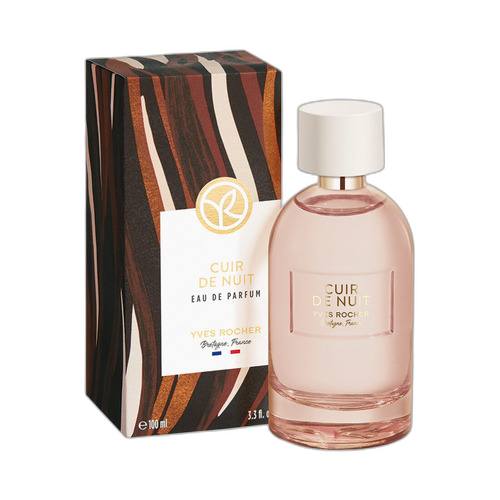 CUIR
DE NUIT
EAU DE PARFUM
YVES ROCHER
Bretagne, France
℮ 100 ml
3.3 fl. o
CUIR
DE NUIT
YVES ROCHER
Bretagne, France